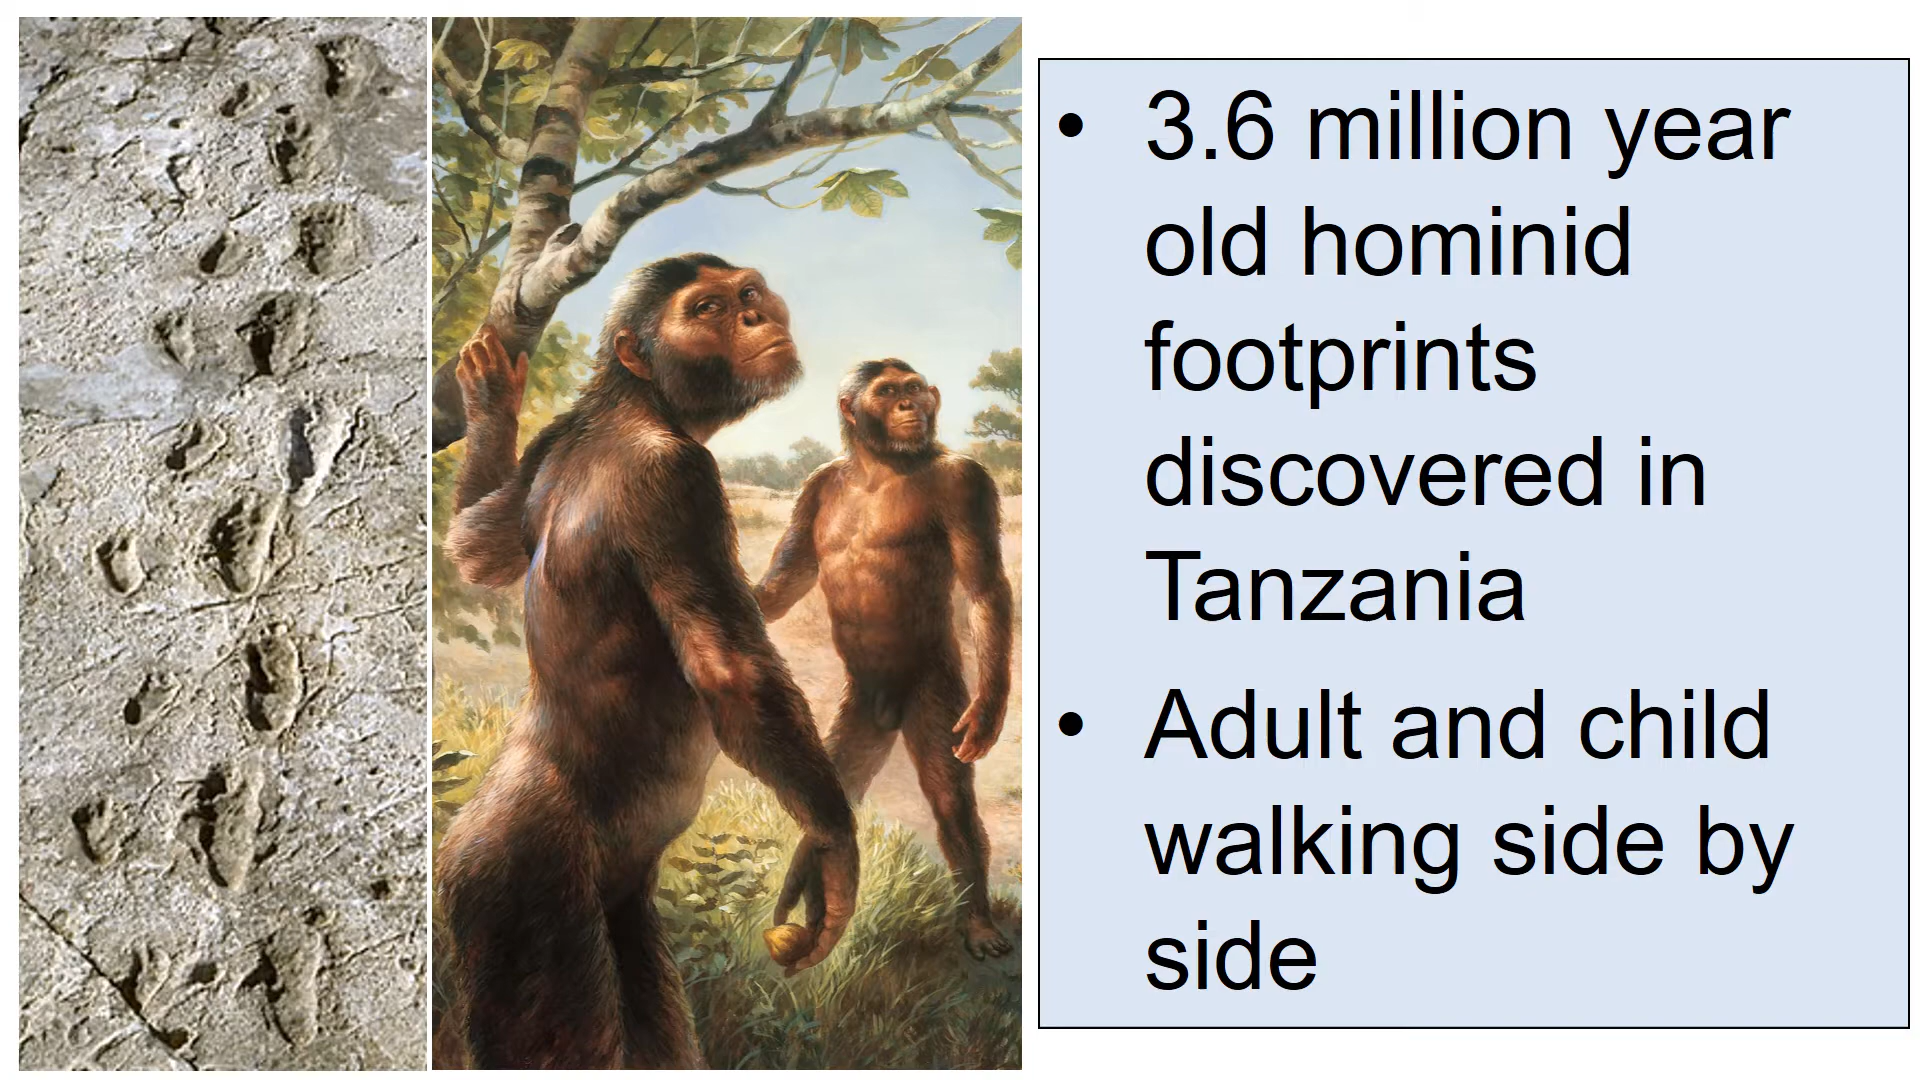 • 3.6 million year
old hominid
footprints
discovered in
Tanzania
• Adult and child
walking side by
side